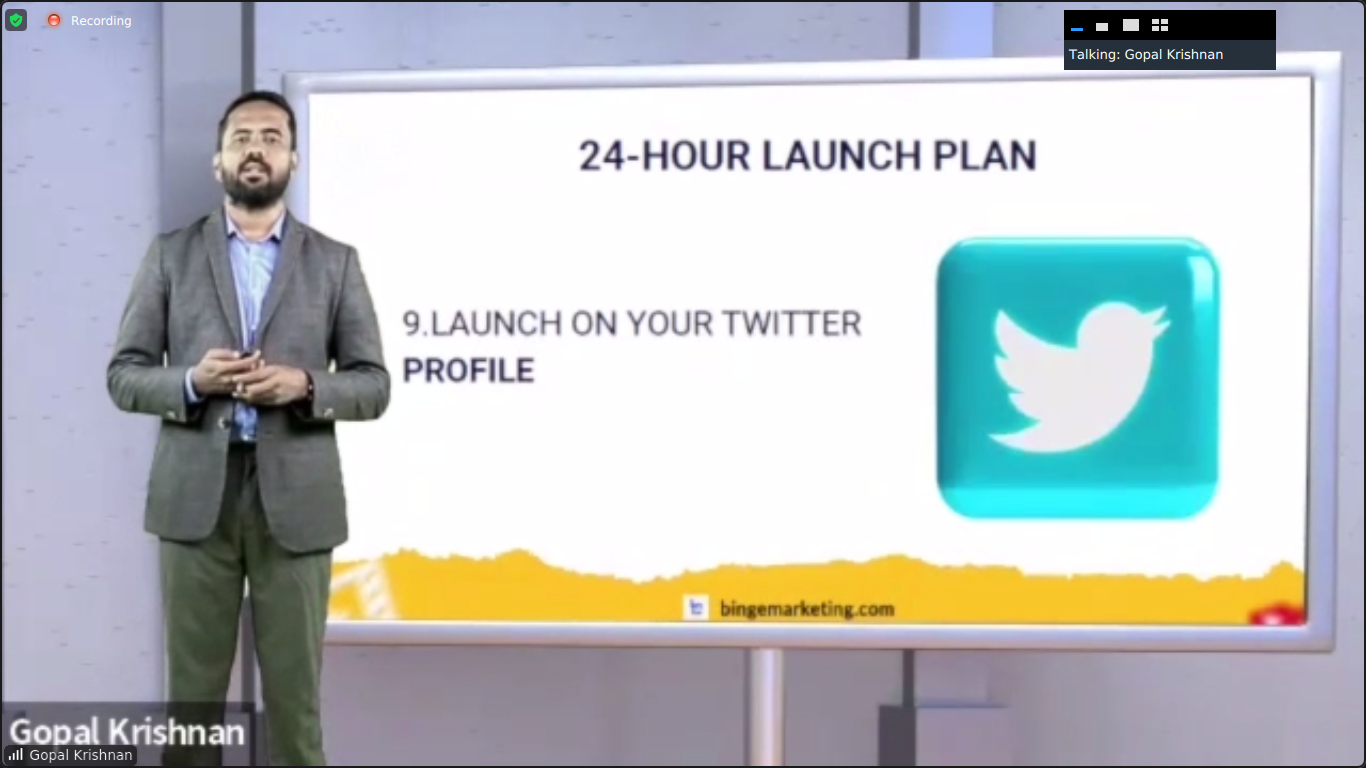 Recording
Talking: Gopal Krishnan
24-HOUR LAUNCH PLAN
9.LAUNCH ON YOUR TWITTER
PROFILE
bingemarketing.com
Gopal Krishnan
Gopal Krishnan